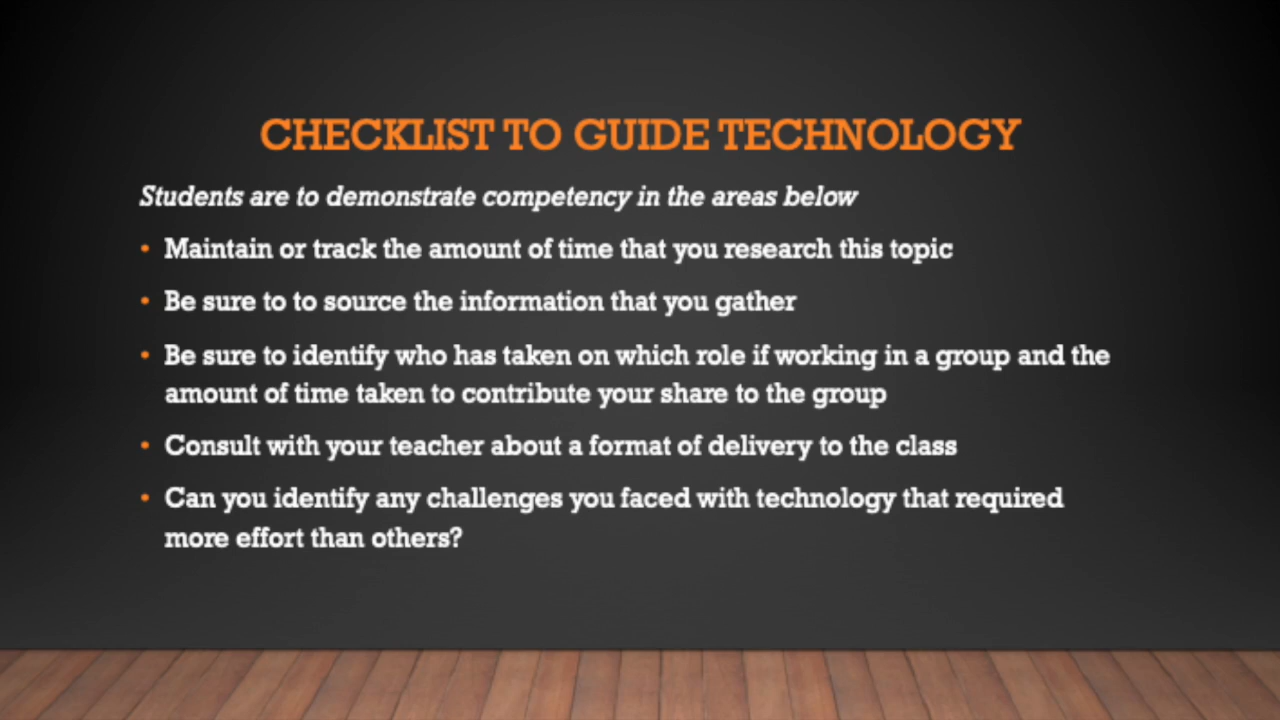 CHECKLIST TO GUIDE TECHNOLOGY
Students are to demonstrate competency in the areas below
• Maintain or track the amount of time that you research this topic
• Be sure to to source the information that you gather
• Be sure to identify who has taken on which role if working in a group and the
amount of time taken to contribute your share to the group
• Consult with your teacher about a format of delivery to the class
• Can you identify any challenges you faced with technology that required
more effort than others?